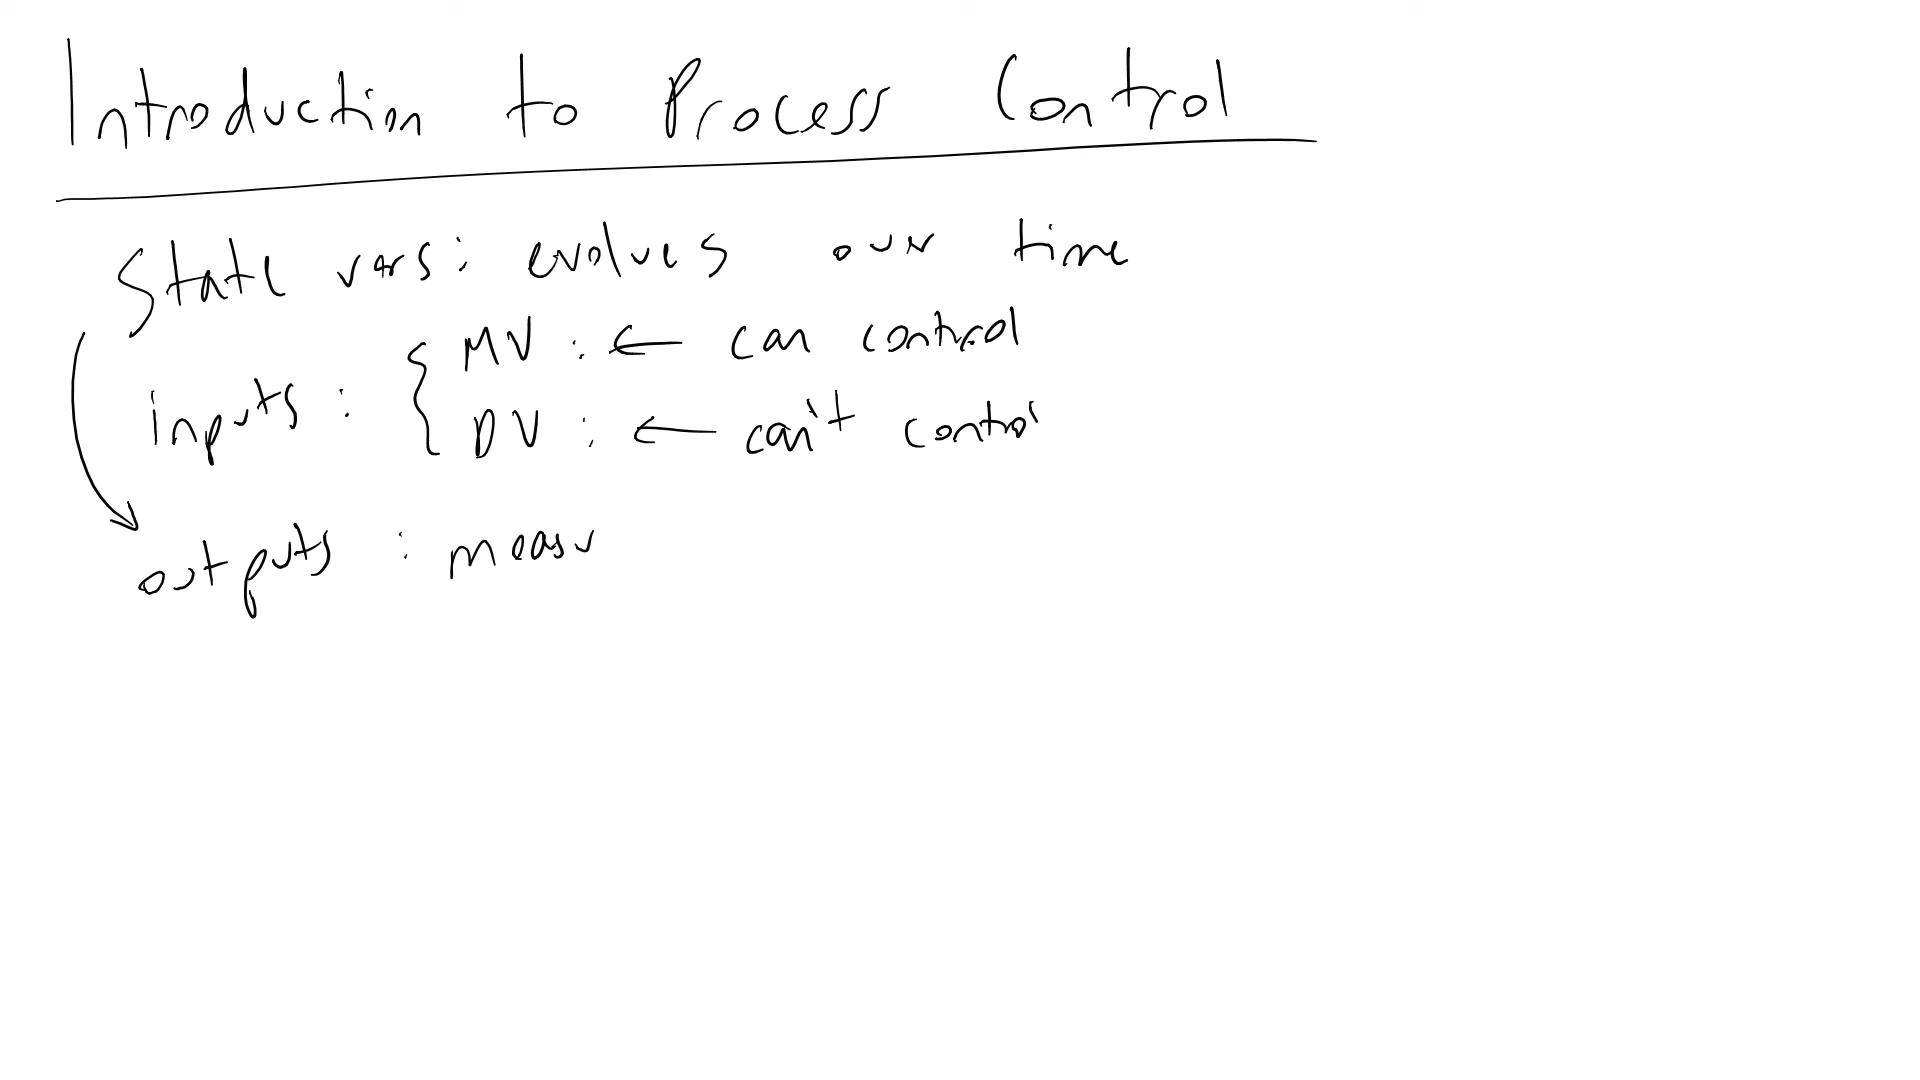 Introduction to Process Control
State vars: evolves over time
inputs: { MV: ← can control
DV: ← can't control
outputs: measu